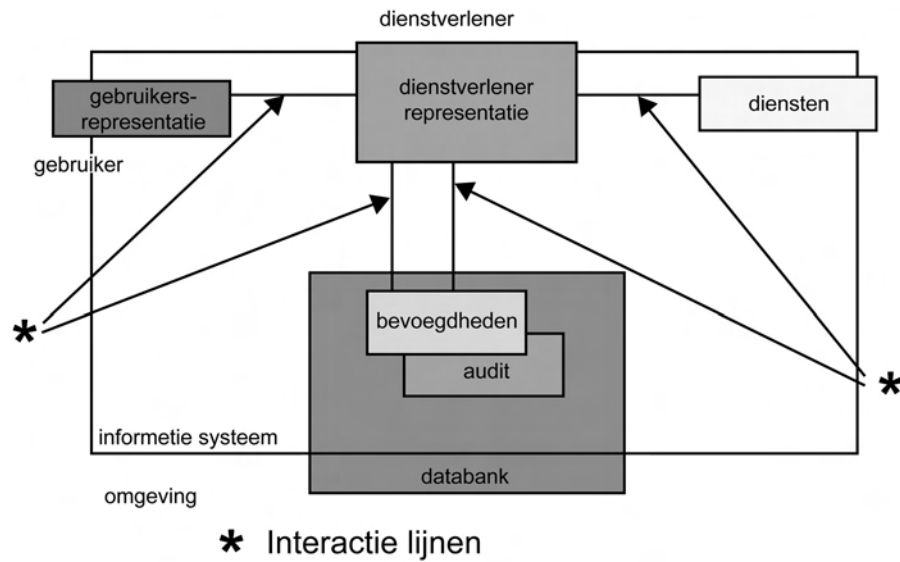 dienstverlener
gebruikers-
representatie
dienstverlener
representatie
diensten
gebruiker
bevoegdheden
audit
informetie systeem
databank
omgeving
* Interactie lijnen